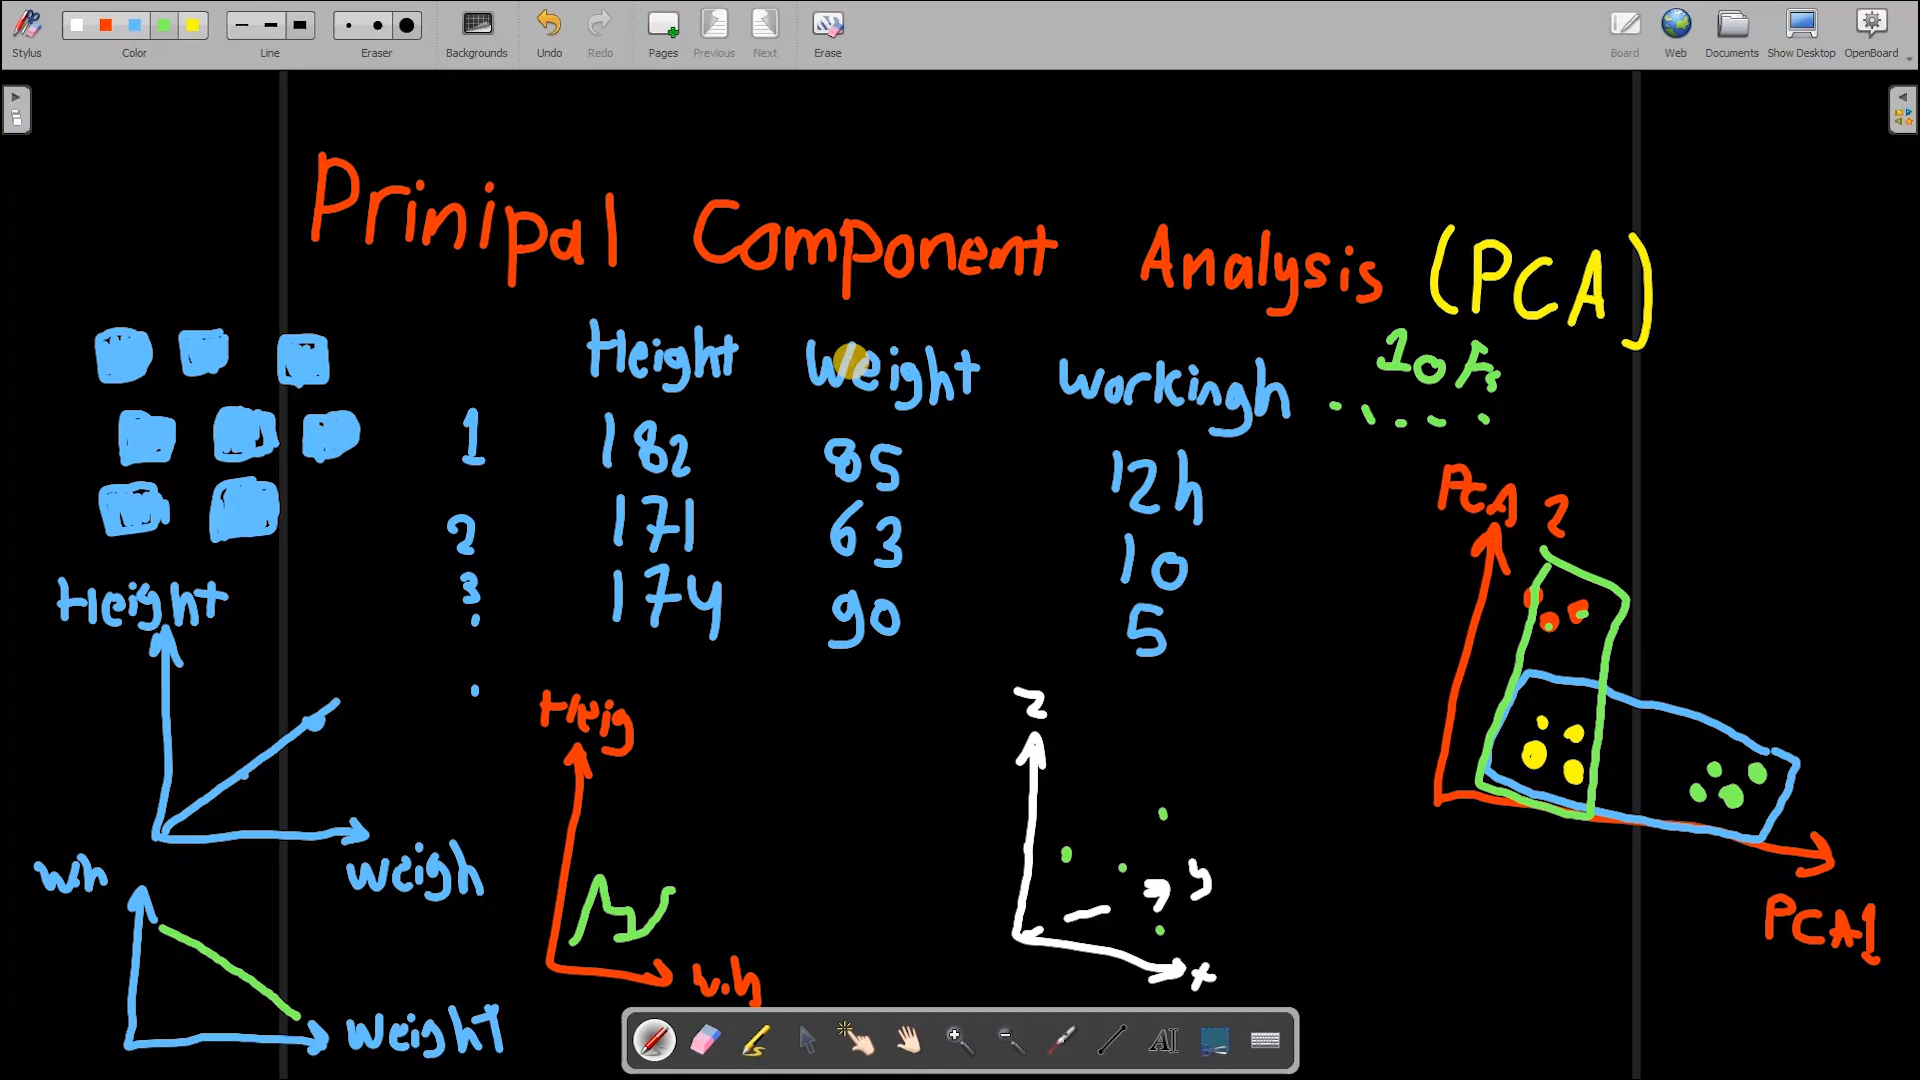 Stylus
Color
Line
Eraser
Backgrounds
Undo
Redo
Pages
Previous
Next
Erase
Board
Web
Documents
Show Desktop
OpenBoard
Prinipal Component Analysis (PCA)
Height Weight workingh 10 Fs
1 182 85 12h
2 171 63 10
3 174 90 5
Height
weigh
w.h
Weight
Heig
w.h
z
y
x
PCA 2
PCA1
AI